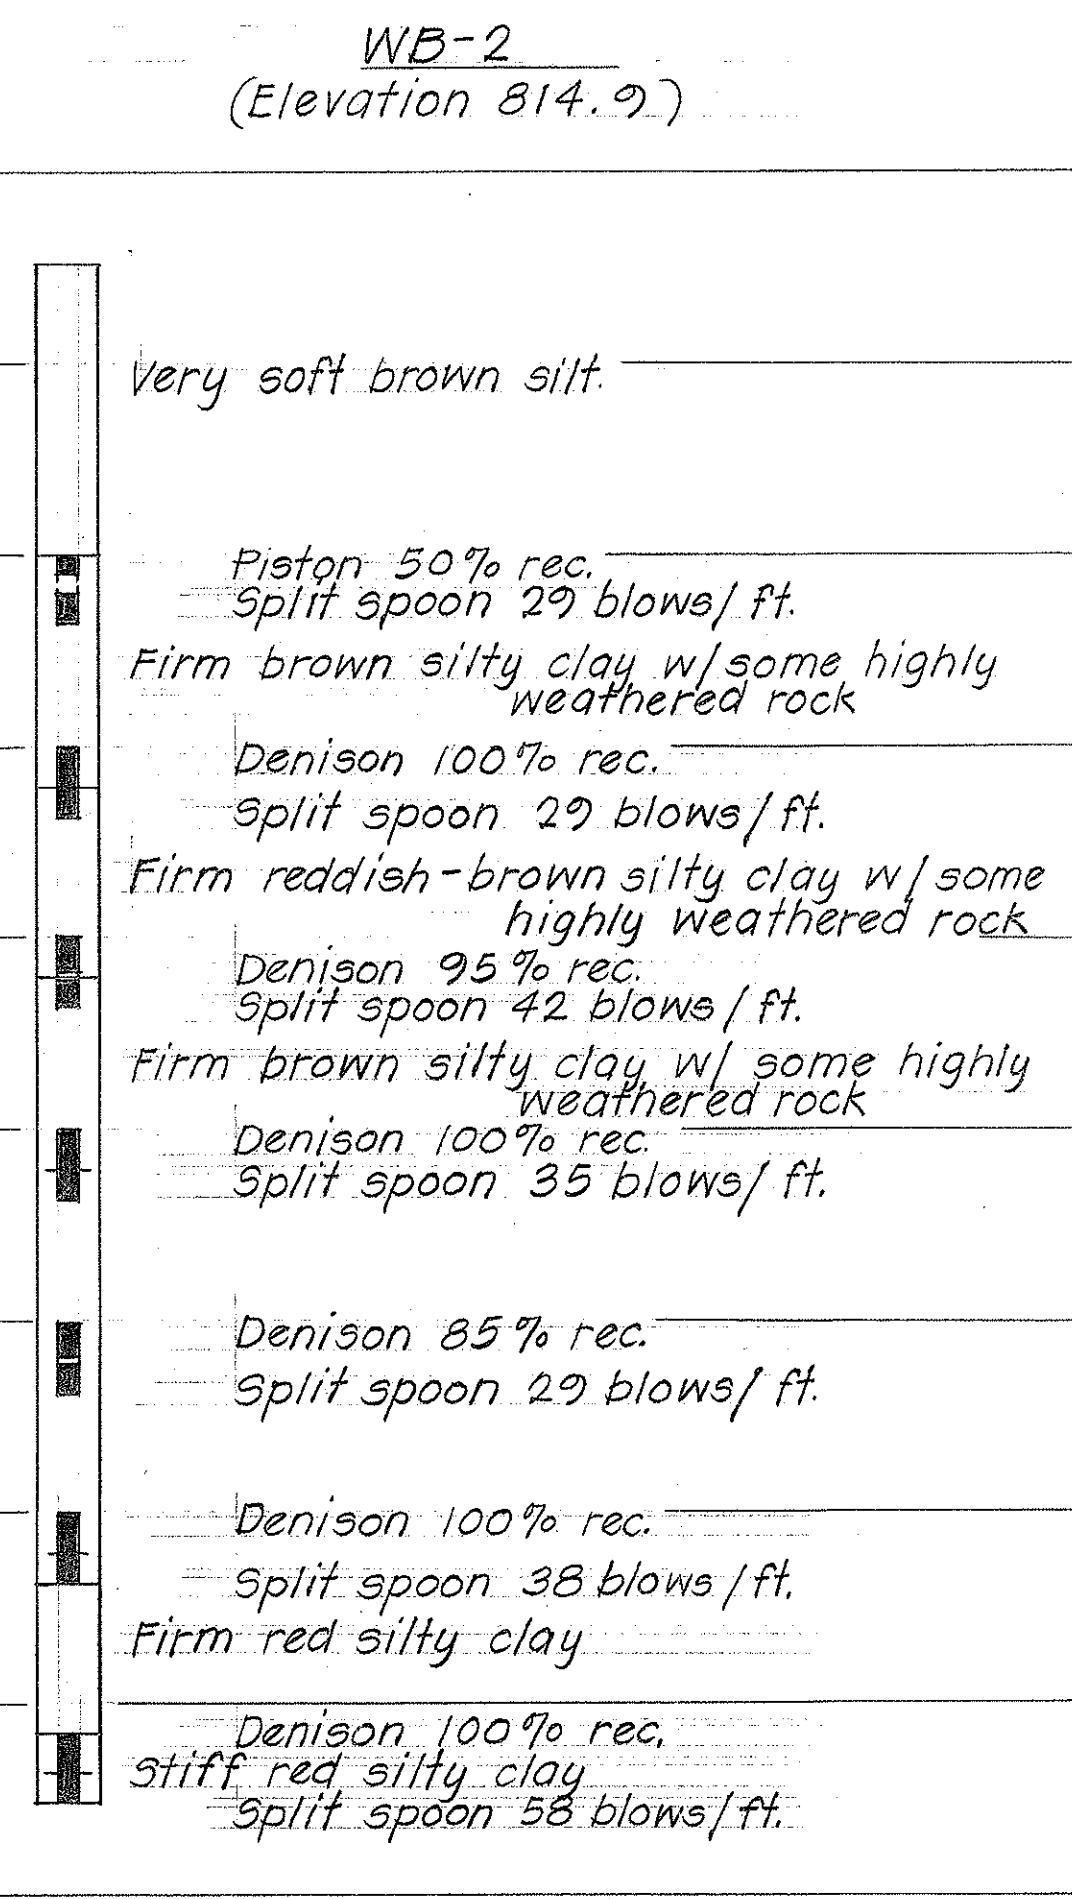 WB-2
(Elevation 814.9)
Very soft brown silt.
Piston 50% rec.
Split spoon 29 blows/ft.
Firm brown silty clay w/some highly
weathered rock
Denison 100% rec.
Split spoon 29 blows/ft.
Firm reddish-brown silty clay w/some
highly weathered rock
Denison 95% rec.
Split spoon 42 blows/ft.
Firm brown silty clay w/ some highly
weathered rock
Denison 100% rec.
Split spoon 35 blows/ft.
Denison 85% rec.
Split spoon 29 blows/ft.
Denison 100% rec.
Split spoon 38 blows/ft.
Firm red silty clay
Denison 100% rec.
Stiff red silty clay
Split spoon 58 blows/ft.